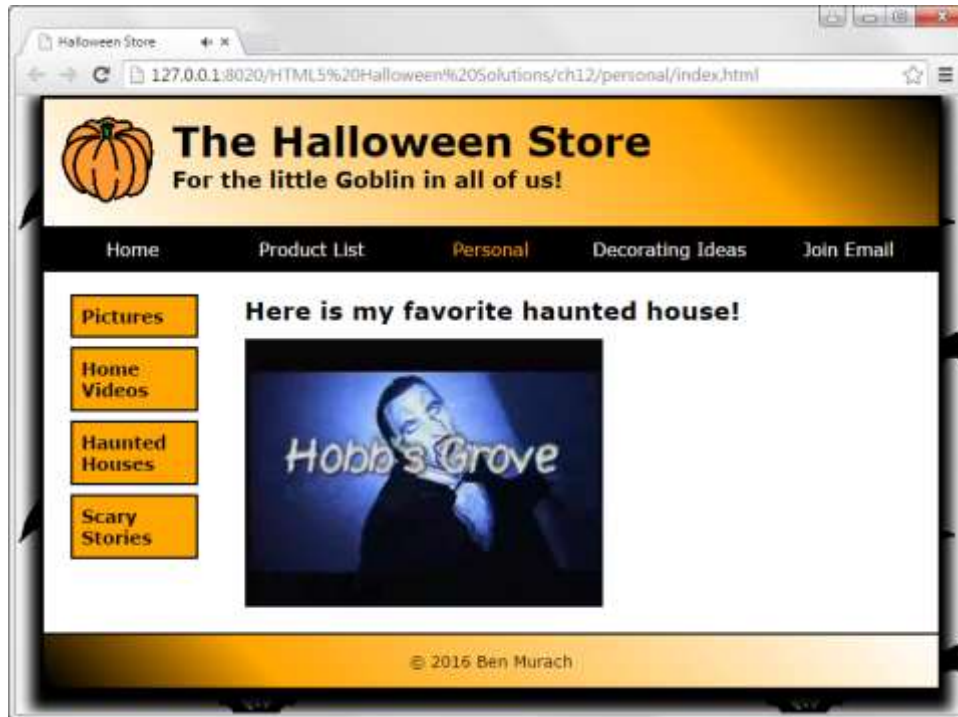 Halloween Store
127.0.0.1:8020/HTML5%20Halloween%20Solutions/ch12/personal/index.html
The Halloween Store
For the little Goblin in all of us!
Home Product List Personal Decorating Ideas Join Email
Pictures
Home
Videos
Haunted
Houses
Scary
Stories
Here is my favorite haunted house!
Hobb's Grove
© 2016 Ben Murach